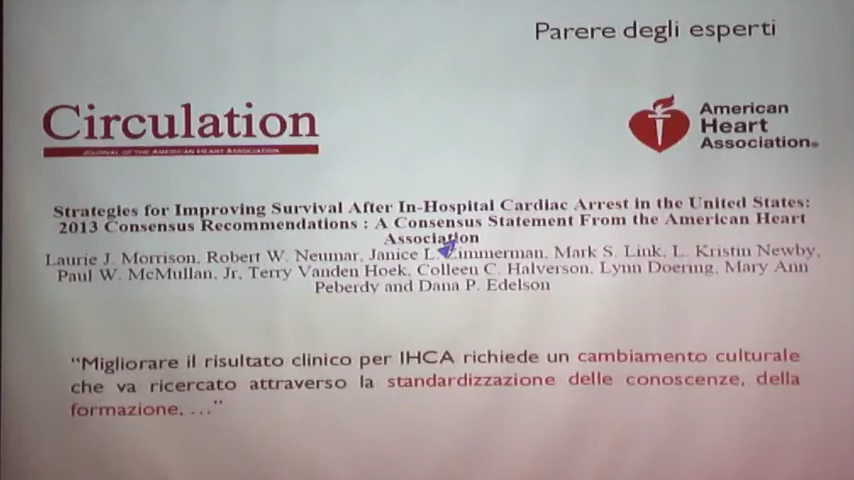 Parere degli esperti
Circulation
JOURNAL OF THE AMERICAN HEART ASSOCIATION
American
Heart
Association®
Strategies for Improving Survival After In-Hospital Cardiac Arrest in the United States:
2013 Consensus Recommendations : A Consensus Statement From the American Heart
Association
Laurie J. Morrison, Robert W. Neumar, Janice L. Zimmerman, Mark S. Link, L. Kristin Newby,
Paul W. McMullan, Jr, Terry Vanden Hoek, Colleen C. Halverson, Lynn Doering, Mary Ann
Peberdy and Dana P. Edelson
“Migliorare il risultato clinico per IHCA richiede un cambiamento culturale
che va ricercato attraverso la standardizzazione delle conoscenze, della
formazione, …”